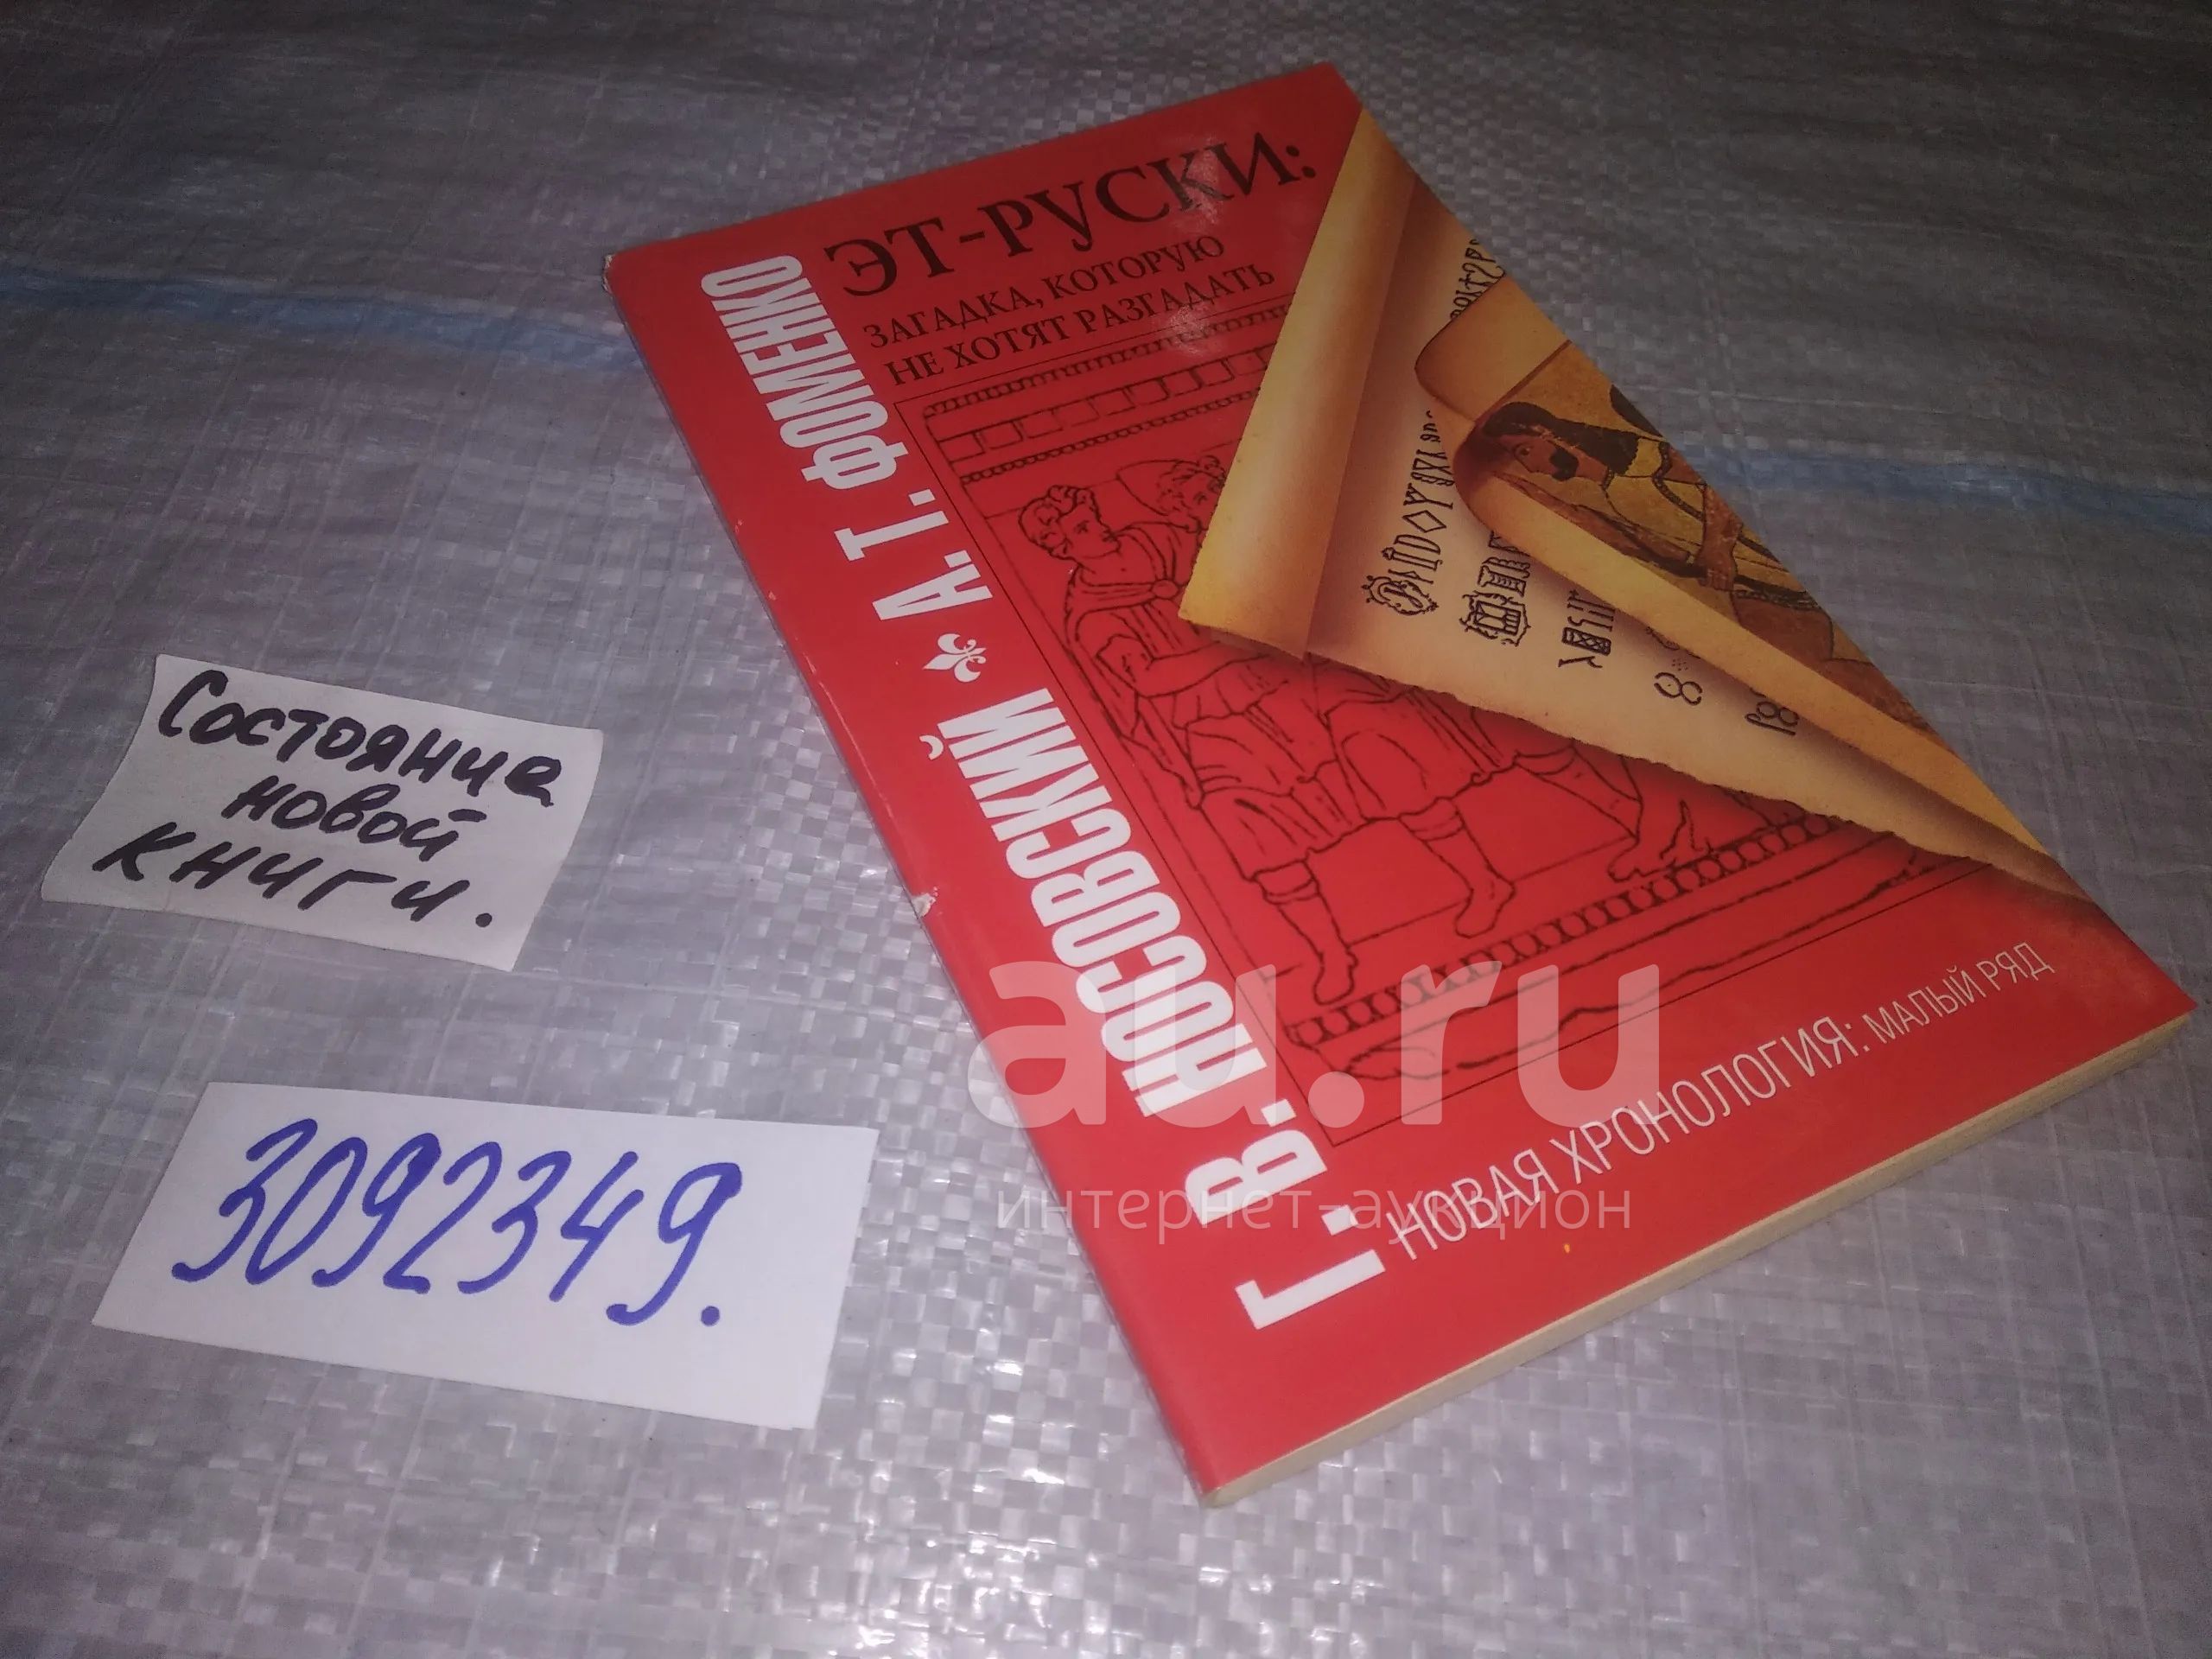 ЭТ-РУСКИ:
ЗАГАДКА, КОТОРУЮ
НЕ ХОТЯТ РАЗГАДАТЬ
Г. В. НОСОВСКИЙ А. Т. ФОМЕНКО
НОВАЯ ХРОНОЛОГИЯ: МАЛЫЙ РЯД
Состояние
новой
книги.
3092349.
au.ru
интернет-аукцион